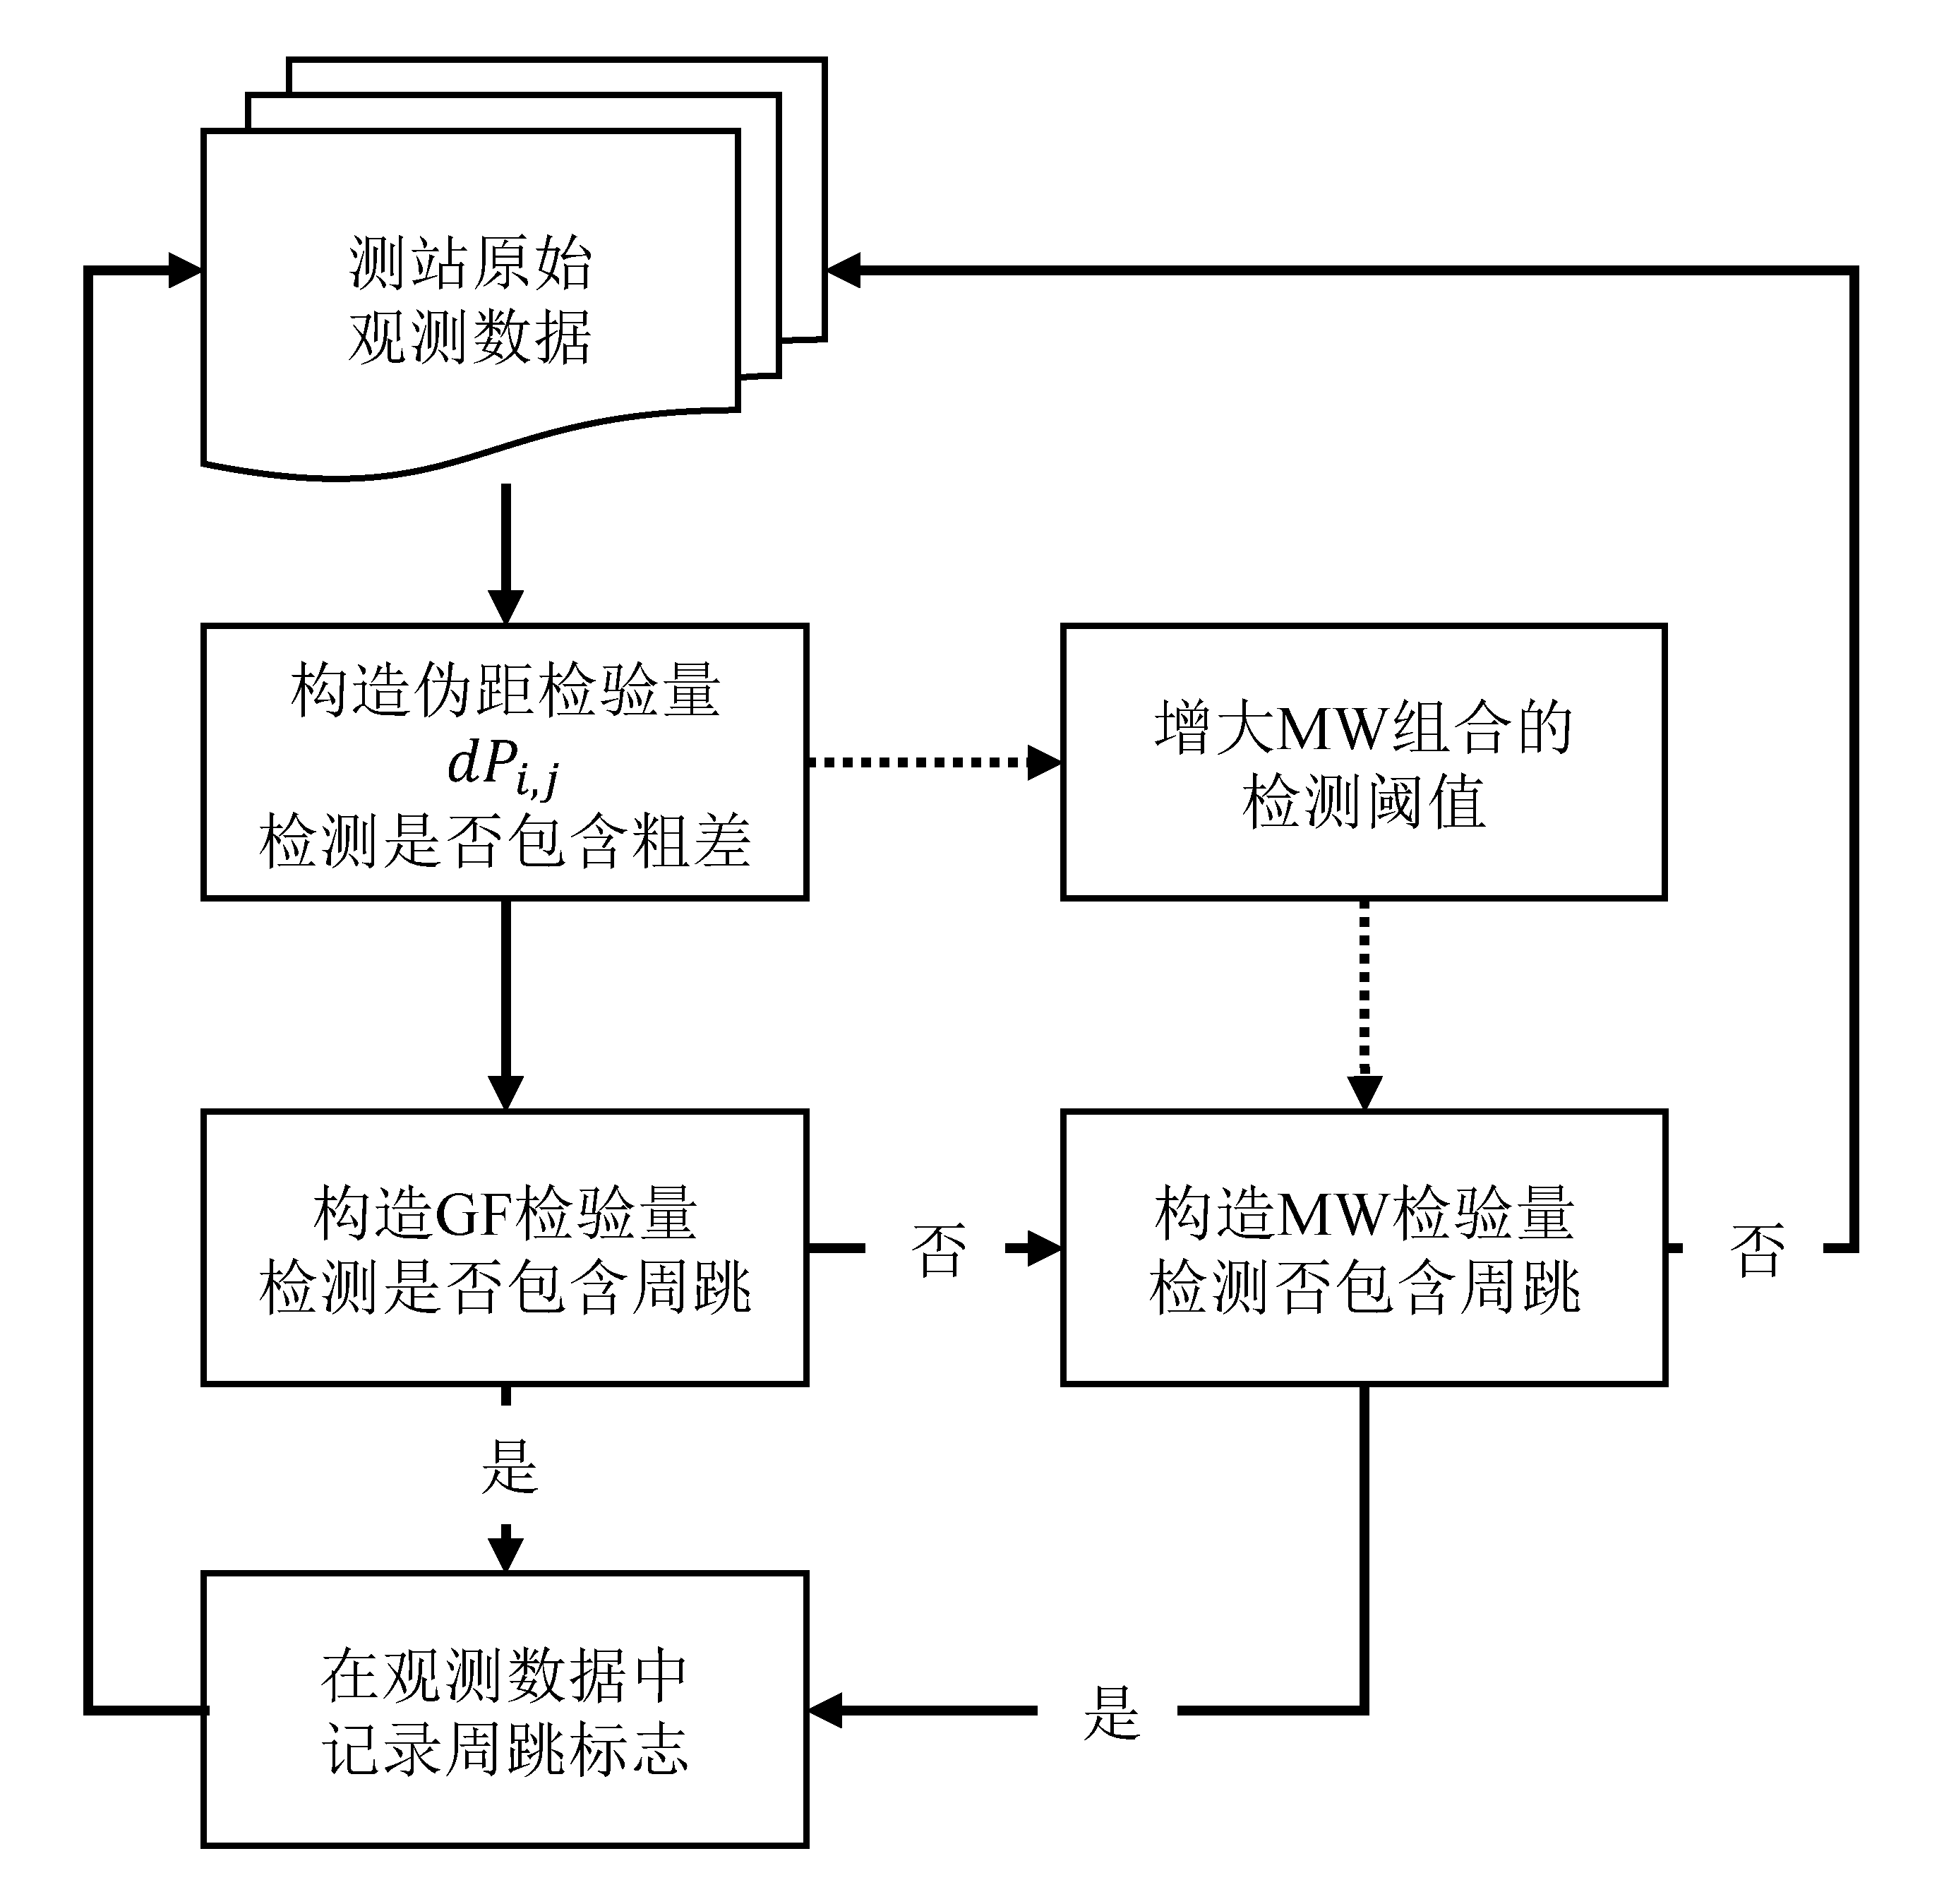 测站原始
观测数据
构造伪距检验量
dP_{i,j}
检测是否包含粗差
增大MW组合的
检测阈值
构造GF检验量
检测是否包含周跳
否
构造MW检验量
检测否包含周跳
否
是
在观测数据中
记录周跳标志
是